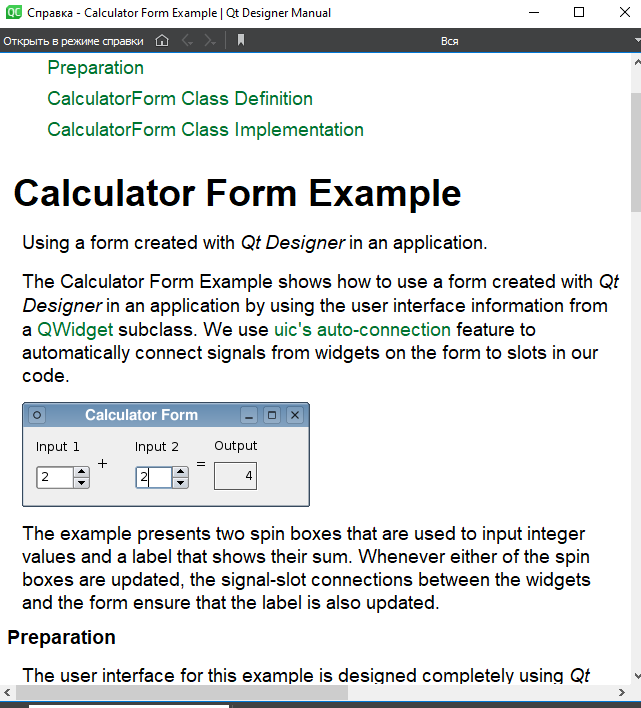 QC Справка - Calculator Form Example | Qt Designer Manual
Открыть в режиме справки
Вся
Preparation
CalculatorForm Class Definition
CalculatorForm Class Implementation
Calculator Form Example
Using a form created with Qt Designer in an application.
The Calculator Form Example shows how to use a form created with Qt
Designer in an application by using the user interface information from
a QWidget subclass. We use uic's auto-connection feature to
automatically connect signals from widgets on the form to slots in our
code.
Calculator Form
Input 1 Input 2 Output
2 + 2 = 4
The example presents two spin boxes that are used to input integer
values and a label that shows their sum. Whenever either of the spin
boxes are updated, the signal-slot connections between the widgets
and the form ensure that the label is also updated.
Preparation
The user interface for this example is designed completely using Qt